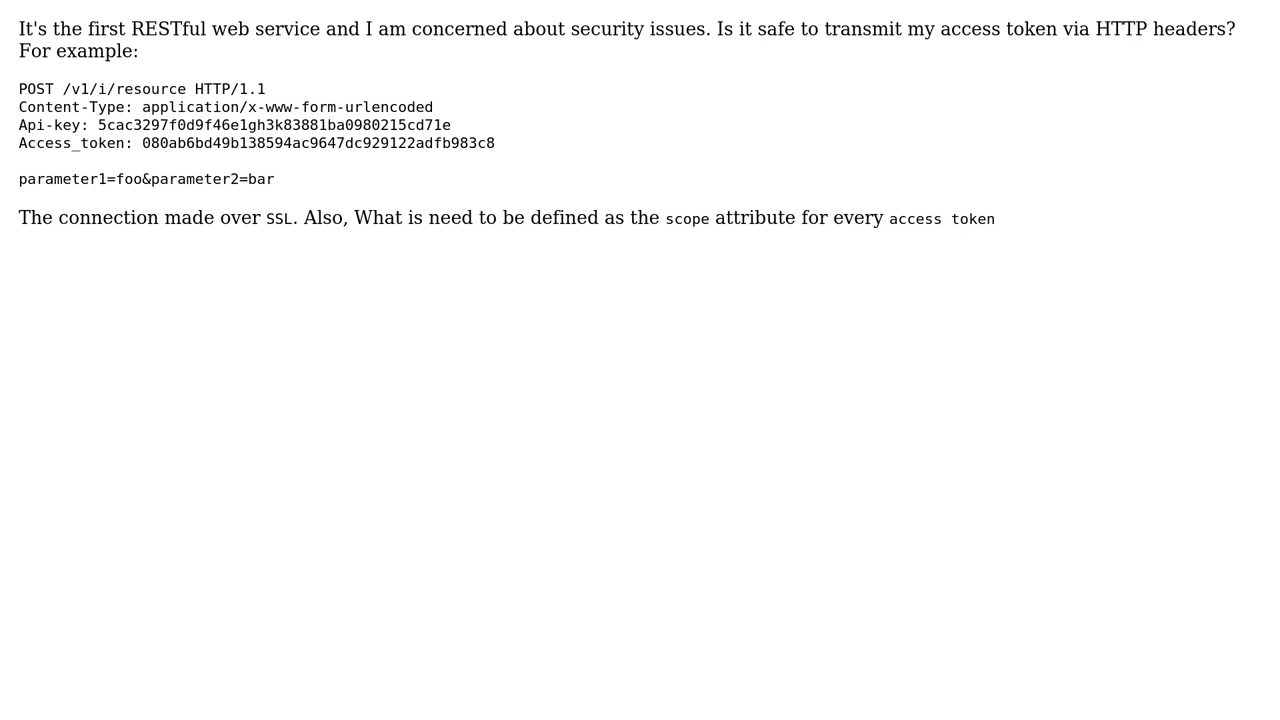 It's the first RESTful web service and I am concerned about security issues. Is it safe to transmit my access token via HTTP headers?
For example:
POST /v1/i/resource HTTP/1.1
Content-Type: application/x-www-form-urlencoded
Api-key: 5cac3297f0d9f46e1gh3k83881ba0980215cd71e
Access_token: 080ab6bd49b138594ac9647dc929122adfb983c8
parameter1=foo&parameter2=bar
The connection made over SSL. Also, What is need to be defined as the scope attribute for every access token